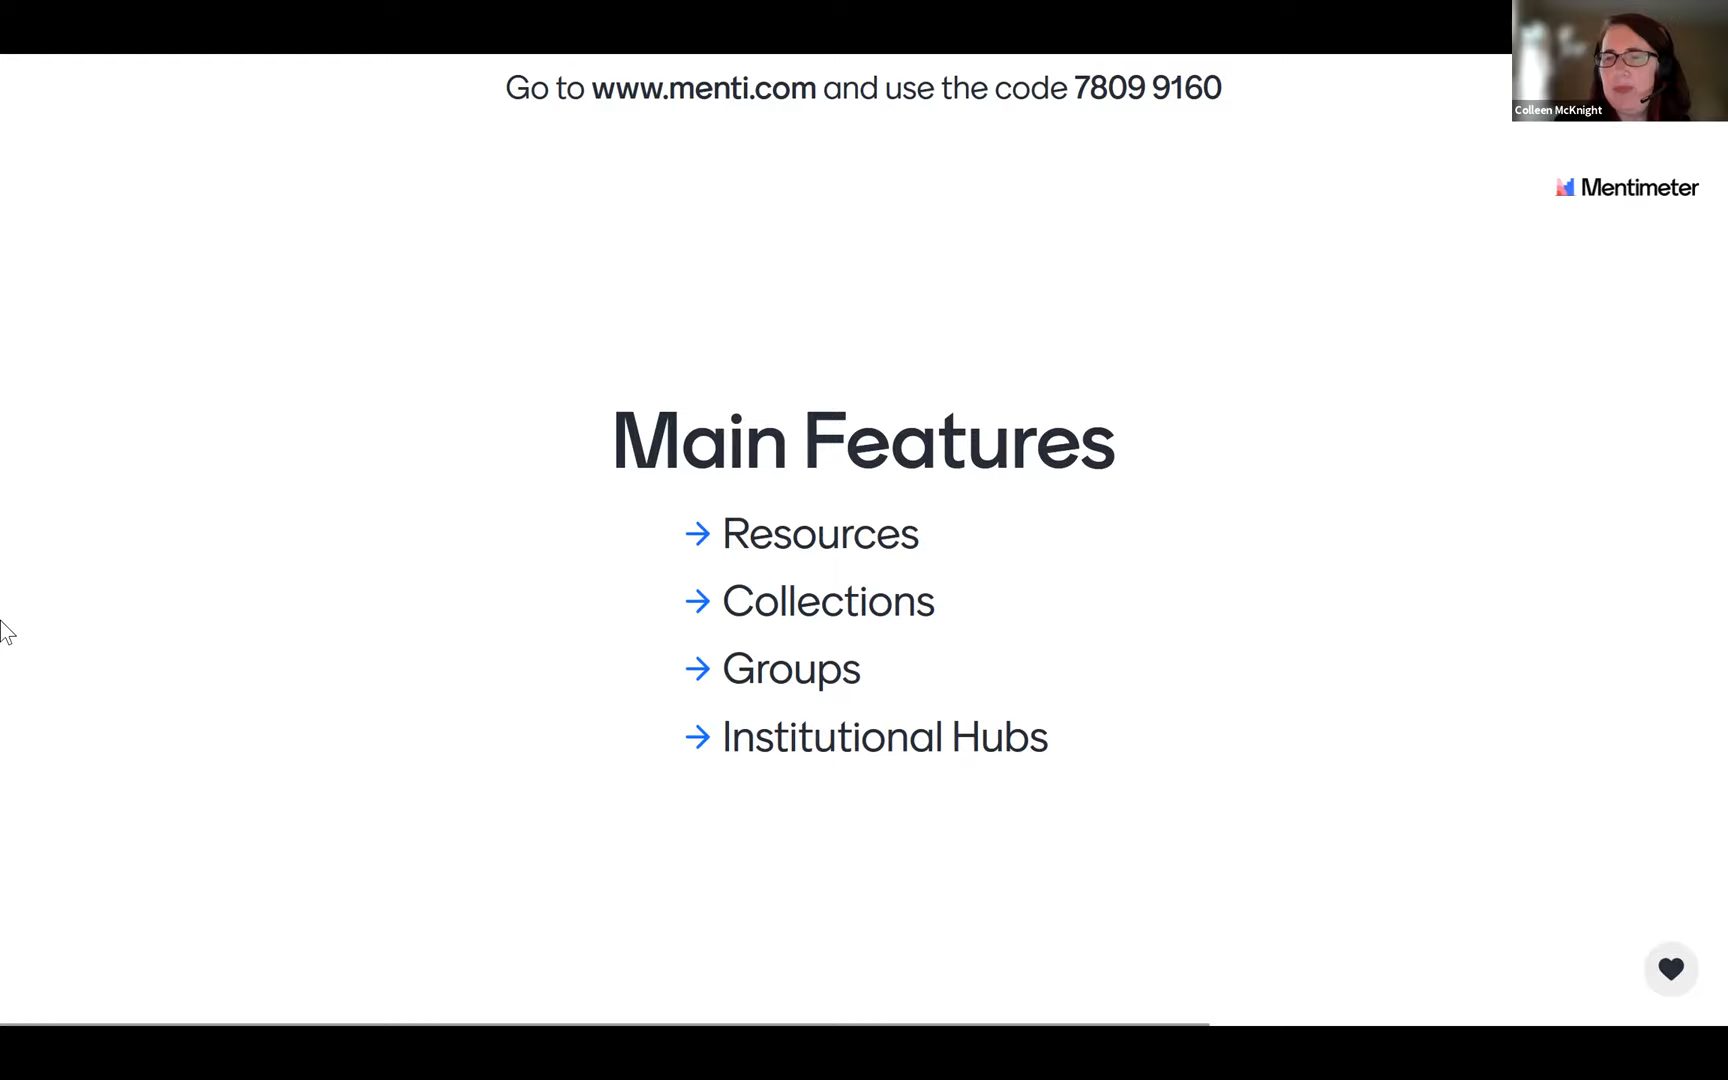 Go to www.menti.com and use the code 7809 9160
Colleen McKnight
Mentimeter
Main Features
→ Resources
→ Collections
→ Groups
→ Institutional Hubs